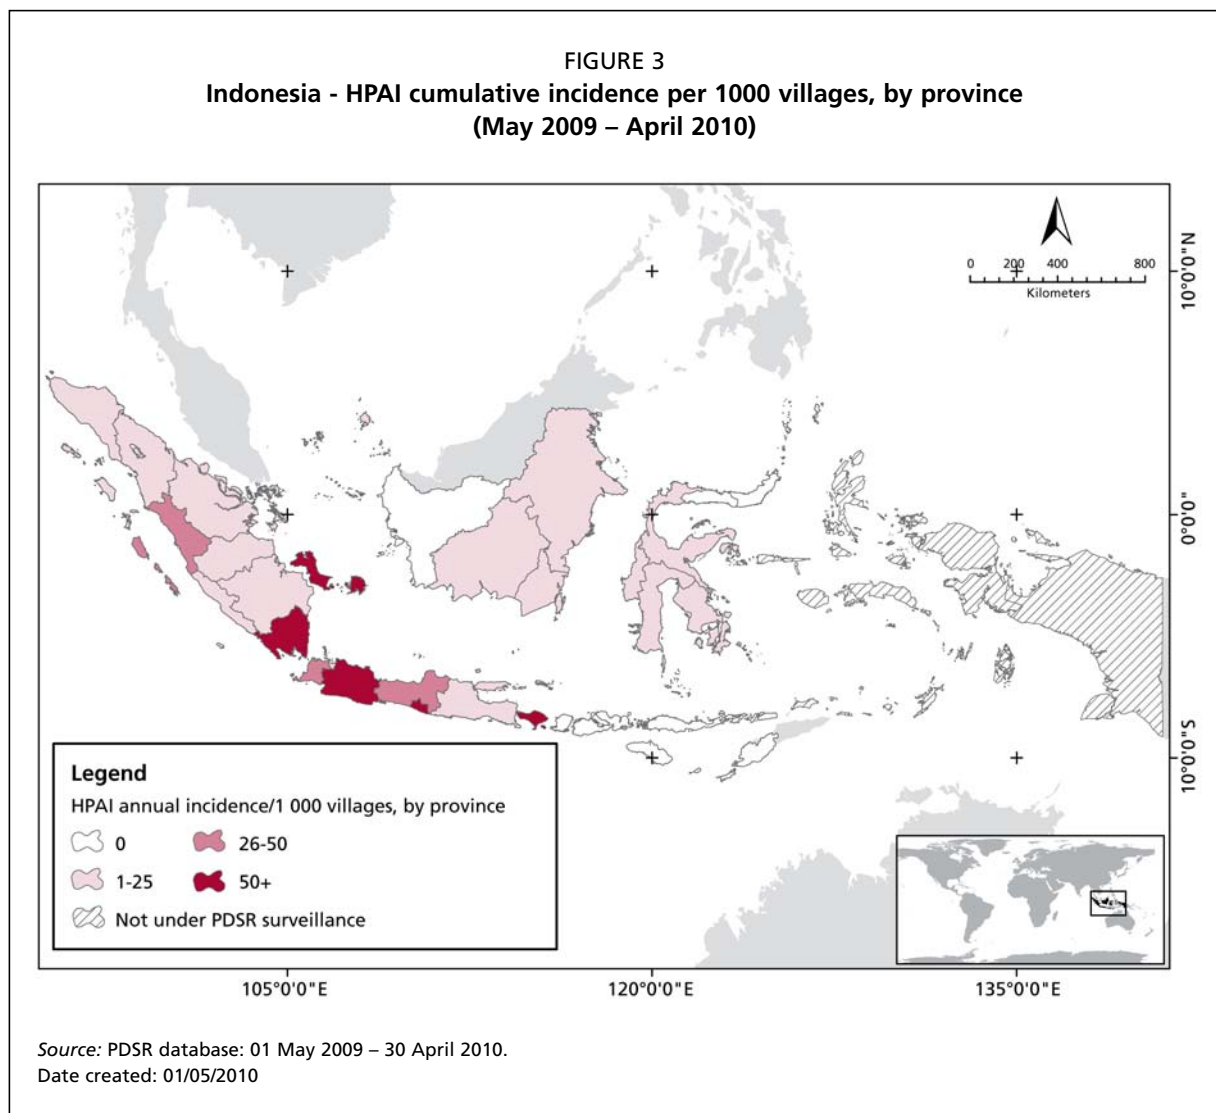 FIGURE 3
Indonesia - HPAI cumulative incidence per 1000 villages, by province
(May 2009 – April 2010)
0 200 400 800
Kilometers
10°0'0"N
0°0'0"
10°0'0"S
Legend
HPAI annual incidence/1 000 villages, by province
0 26-50
1-25 50+
Not under PDSR surveillance
105°0'0"E 120°0'0"E 135°0'0"E
Source: PDSR database: 01 May 2009 – 30 April 2010.
Date created: 01/05/2010